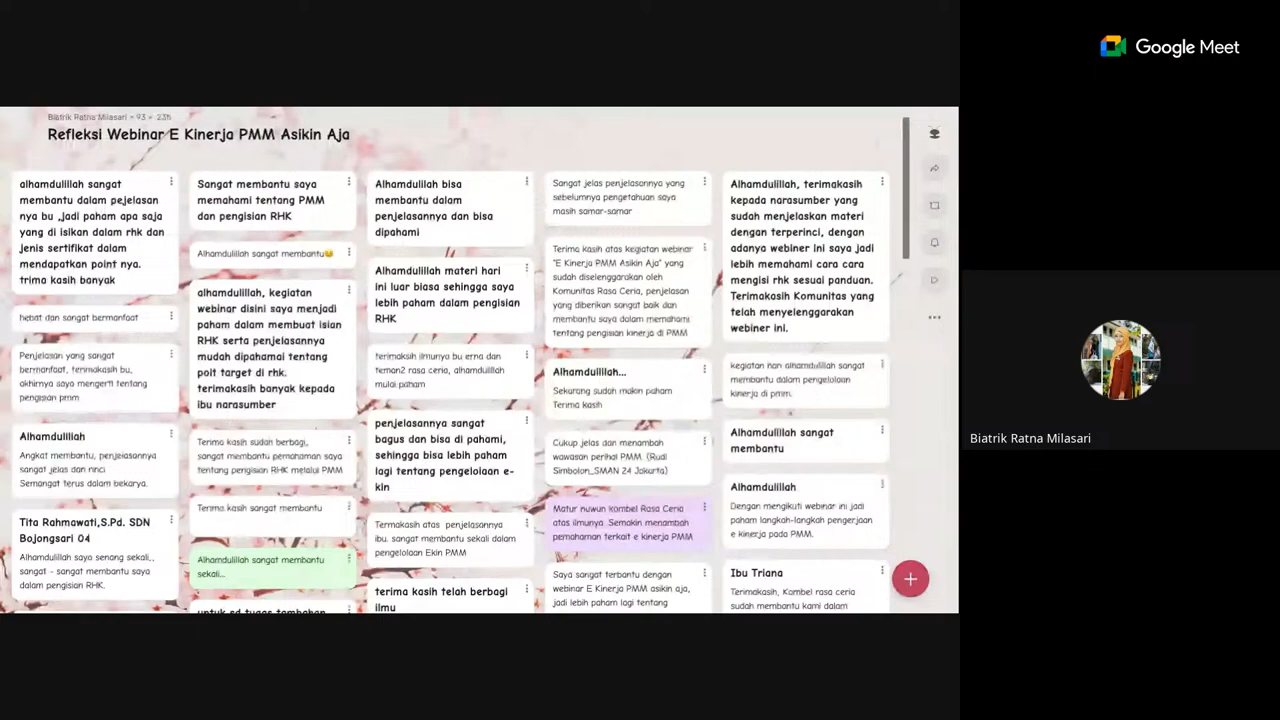 Google Meet
Biatrik Ratna Milasari • 93 • 23h
Refleksi Webinar E Kinerja PMM Asikin Aja
alhamdulillah sangat
membantu dalam pejelasan
nya bu ,jadi paham apa saja
yang di isikan dalam rhk dan
jenis sertifikat dalam
mendapatkan point nya.
trima kasih banyak
hebat dan sangat bermanfaat
Penjelasan yang sangat
bermanfaat, terimakasih bu,
akhirnya saya mengerti tentang
pengisian pmm
Alhamdulillah
Angkat membantu, penjelasannya
sangat jelas dan rinci
Semangat terus dalam bekarya.
Tita Rahmawati,S.Pd. SDN
Bojongsari 04
Alhamdulillah saya senang sekali,.
sangat - sangat membantu saya
dalam pengisian RHK.
Sangat membantu saya
memahami tentang PMM
dan pengisian RHK
Alhamdulillah sangat membantu😊
alhamdulillah, kegiatan
webinar disini saya menjadi
paham dalam membuat isian
RHK serta penjelasannya
mudah dipahamai tentang
poit target di rhk.
terimakasih banyak kepada
ibu narasumber
Terima kasih sudah berbagi,
sangat membantu pemahaman saya
tentang pengisian RHK melalui PMM
Terima kasih sangat membantu
Alhamdulillah sangat membantu
sekali...
untuk sd tugas tambahan
Alhamdulilah bisa
membantu dalam
penjelasannya dan bisa
dipahami
Alhamdulillah materi hari
ini luar biasa sehingga saya
lebih paham dalam pengisian
RHK
terimaksih ilmunya bu erna dan
teman2 rasa ceria, alhamdulillah
mulai paham
penjelasannya sangat
bagus dan bisa di pahami,
sehingga bisa lebih paham
lagi tentang pengelolaan e-
kin
Termakasih atas penjelasannya
ibu. sangat membantu sekali dalam
pengelolaan Ekin PMM
terima kasih telah berbagi
ilmu
Sangat jelas penjelasannya yang
sebelumnya pengetahuan saya
masih samar-samar
Terima kasih atas kegiatan webinar
"E Kinerja PMM Asikin Aja" yang
sudah diselenggarakan oleh
Komunitas Rasa Ceria, penjelasan
yang diberikan sangat baik dan
membantu saya dalam memahami
tentang pengisian kinerja di PMM
Alhamdulillah...
Sekarang sudah makin paham
Terima kasih
Cukup jelas dan menambah
wawasan perihal PMM. (Rudi
Simbolon_SMAN 24 Jakarta)
Matur nuwun kombel Rasa Ceria
atas ilmunya. Semakin menambah
pemahaman terkait e kinerja PMM
Saya sangat terbantu dengan
webinar E Kinerja PMM asikin aja,
jadi lebih paham lagi tentang
Alhamdulillah, terimakasih
kepada narasumber yang
sudah menjelaskan materi
dengan terperinci, dengan
adanya webiner ini saya jadi
lebih memahami cara cara
mengisi rhk sesuai panduan.
Terimakasih Komunitas yang
telah menyelenggarakan
webiner ini.
kegiatan hari alhamdulillah sangat
membantu dalam pengelolaan
kinerja di pmm.
Alhamdulillah sangat
membantu
Alhamdulillah
Dengan mengikuti webinar ini jadi
paham langkah-langkah pengerjaan
e kinerja pada PMM.
Ibu Triana
Terimakasih, Kombel rasa ceria
sudah membantu kami dalam
Biatrik Ratna Milasari